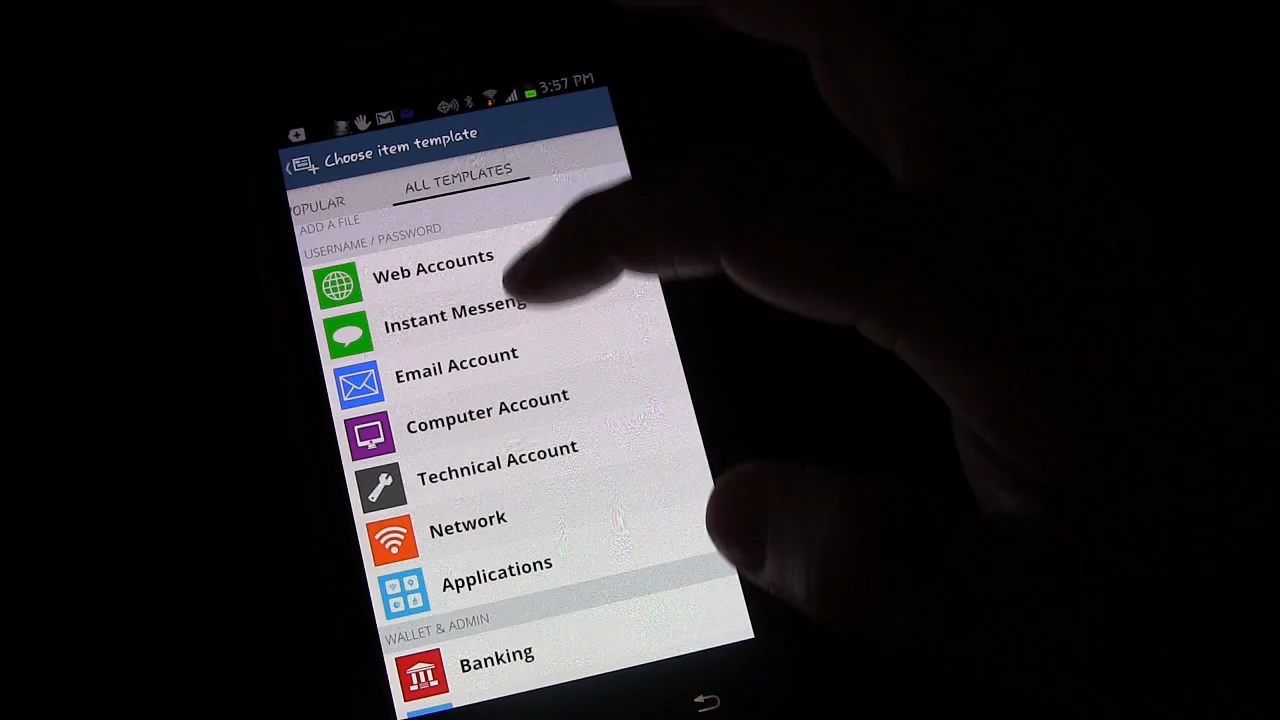 3:57 PM
Choose item template
OPULAR
ALL TEMPLATES
ADD A FILE
USERNAME / PASSWORD
Web Accounts
Instant Messeng
Email Account
Computer Account
Technical Account
Network
Applications
WALLET & ADMIN
Banking